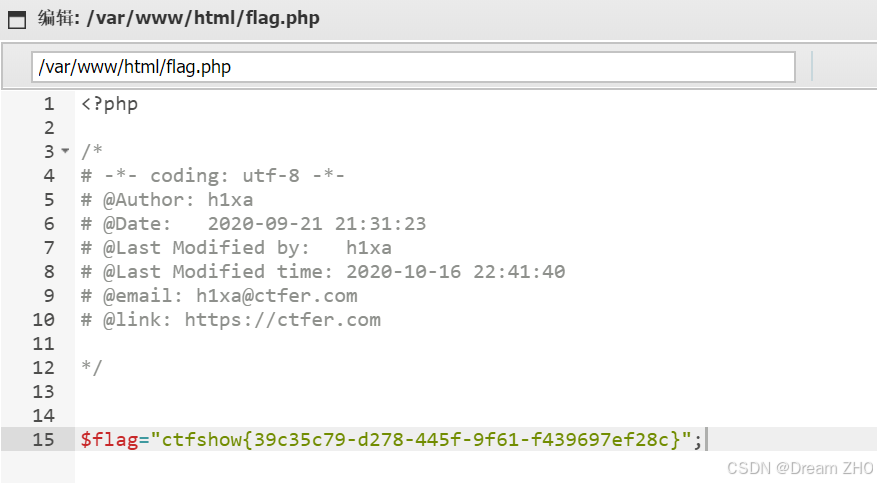 编辑: /var/www/html/flag.php
/var/www/html/flag.php
1 <?php
2
3 /*
4 # -*- coding: utf-8 -*-
5 # @Author: h1xa
6 # @Date:   2020-09-21 21:31:23
7 # @Last Modified by:   h1xa
8 # @Last Modified time: 2020-10-16 22:41:40
9 # @email: h1xa@ctfer.com
10 # @link: https://ctfer.com
11
12 */
13
14
15 $flag="ctfshow{39c35c79-d278-445f-9f61-f439697ef28c}";
CSDN @Dream ZHO